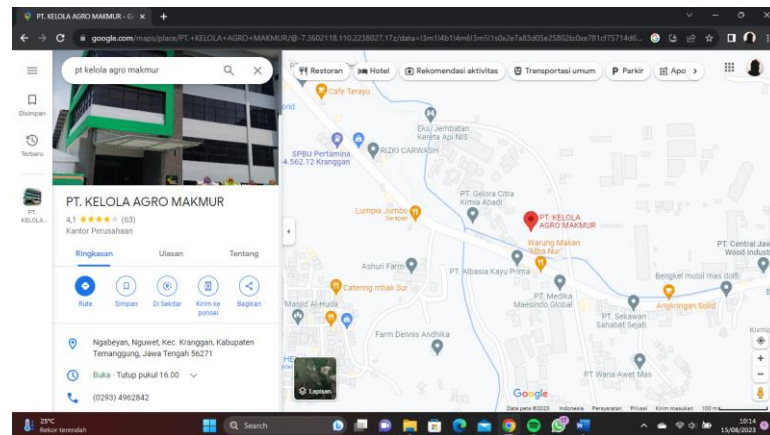 PT. KELOLA AGRO MAKMUR - Go
google.com/maps/place/PT.+KELOLA+AGRO+MAKMUR/@-7.3602118,110.2238027,17z/data=
pt kelola agro makmur
Restoran
Hotel
Rekomendasi aktivitas
Transportasi umum
Parkir
Apo
Disimpan
Terbaru
PT. KELOLA...
PT. KELOLA AGRO MAKMUR
4,1 (63)
Kantor Perusahaan
Ringkasan
Ulasan
Tentang
Rute
Simpan
Di Sekitar
Kirim ke ponsel
Bagikan
Ngabeyan, Nguwet, Kec. Kranggan, Kabupaten
Temanggung, Jawa Tengah 56271
Buka · Tutup pukul 16.00
(0293) 4962842
Cafe Terayu
Eks. Jembatan
Kereta Api NIS
SPBU Pertamina
4.562.12 Kranggan
RIZKI CARWASH
PT. Gelora Citra
Kimia Abadi
Lumpia Jumbo
PT. KELOLA
AGRO MAKMUR
Warung Makan
"Mba Nur"
PT. Central Jaw
Wood Indust
Ashuri Farm
PT. Albasia Kayu Prima
Bengkel mobil mas dolfi
Catering mbak Sur
PT. Medika
Maesindo Global
Angkringan Solid
Masjid Al-Huda
PT. Sekawan
Sahabat Sejati
Farm Dennis Andhika
PT Wana Awet Mas
Lapisan
Google
Data peta ©2023
Indonesia
Persyaratan
Privasi
Kirim masukan
100 m
25°C
Rekor terendah
Search
10:14
15/08/2023